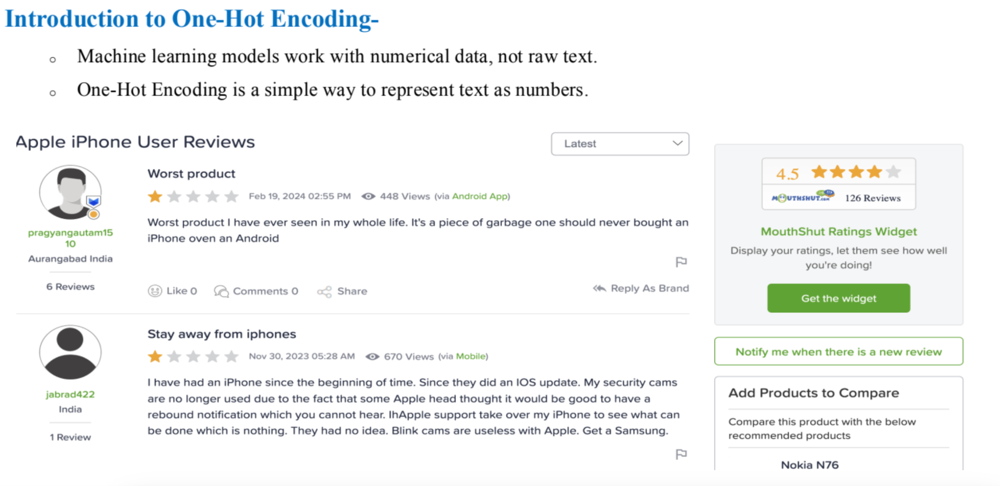 Introduction to One-Hot Encoding-
Machine learning models work with numerical data, not raw text.
One-Hot Encoding is a simple way to represent text as numbers.
Apple iPhone User Reviews
Latest
Worst product
Feb 19, 2024 02:55 PM 448 Views (via Android App)
Worst product I have ever seen in my whole life. It's a piece of garbage one should never bought an
iPhone oven an Android
pragyangautam15
10
Aurangabad India
6 Reviews
Like 0 Comments 0 Share
Reply As Brand
Stay away from iphones
Nov 30, 2023 05:28 AM 670 Views (via Mobile)
I have had an iPhone since the beginning of time. Since they did an IOS update. My security cams
are no longer used due to the fact that some Apple head thought it would be good to have a
rebound notification which you cannot hear. IhApple support take over my iPhone to see what can
be done which is nothing. They had no idea. Blink cams are useless with Apple. Get a Samsung.
jabrad422
India
1 Review
4.5
MOUTHSHUT.COM 126 Reviews
MouthShut Ratings Widget
Display your ratings, let them see how well
you're doing!
Get the widget
Notify me when there is a new review
Add Products to Compare
Compare this product with the below
recommended products
Nokia N76